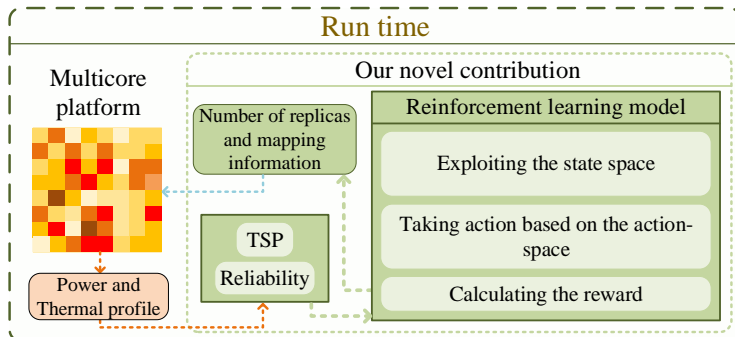 Run time
Our novel contribution
Multicore
platform
Number of replicas
and mapping
information
Reinforcement learning model
Exploiting the state space
Taking action based on the action-
space
Calculating the reward
TSP
Reliability
Power and
Thermal profile